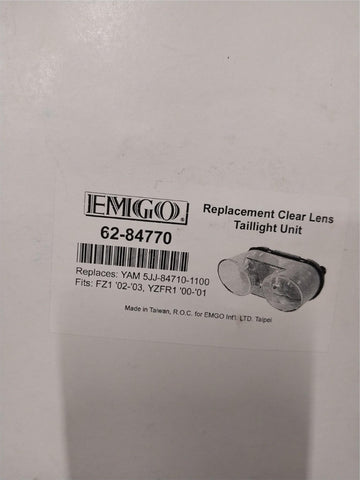 EMGO
62-84770
Replacement Clear Lens
Taillight Unit
Replaces: YAM 5JJ-84710-1100
Fits: FZ1 '02-'03, YZFR1 '00-'01
Made in Taiwan, R.O.C. for EMGO Int'l. LTD. Taipei